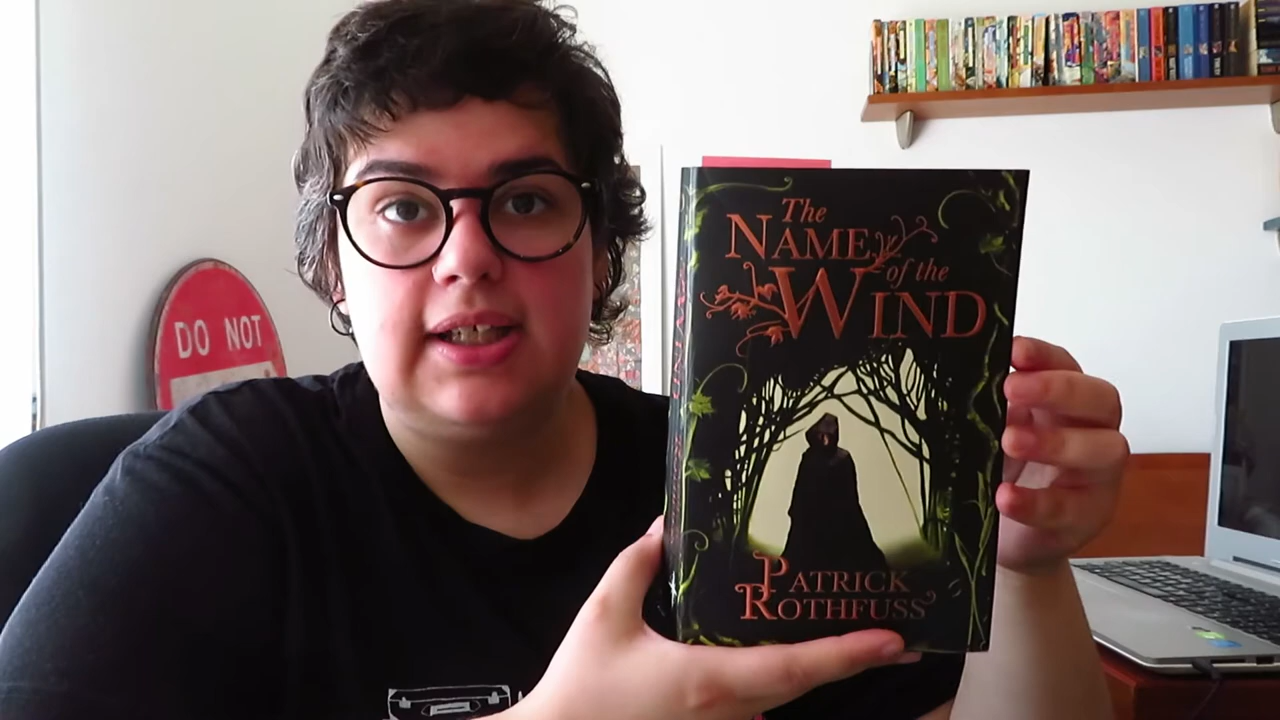 DO NOT
The
NAME
of the
WIND
PATRICK
ROTHFUSS